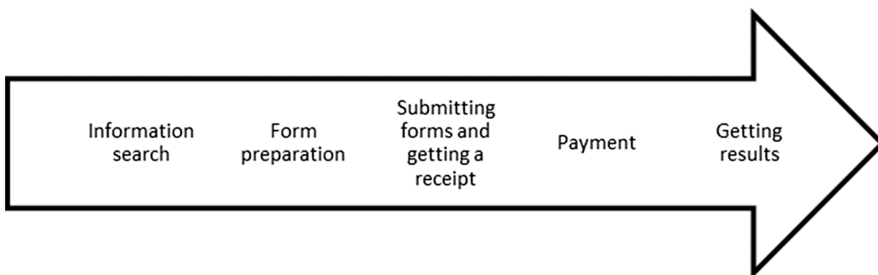 Information
search
Form
preparation
Submitting
forms and
getting a
receipt
Payment
Getting
results